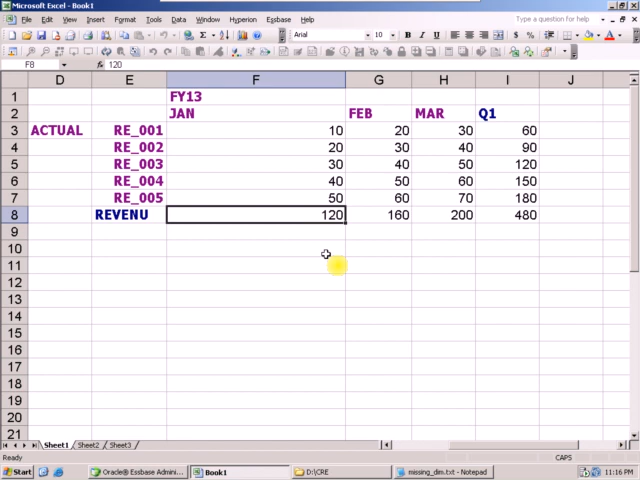 Microsoft Excel - Book1
File Edit View Insert Format Tools Data Window Hyperion Essbase Help
Type a question for help
Arial 10 B I U $ %
F8 fx 120
D E F G H I J
1 FY13
2 JAN FEB MAR Q1
3 ACTUAL RE_001 10 20 30 60
4 RE_002 20 30 40 90
5 RE_003 30 40 50 120
6 RE_004 40 50 60 150
7 RE_005 50 60 70 180
8 REVENU 120 160 200 480
9
10
11
12
13
14
15
16
17
18
19
20
21
Sheet1 Sheet2 Sheet3
Ready CAPS
Start Oracle® Essbase Admini... Book1 D:\CRE missing_dim.txt - Notepad 11:16 PM